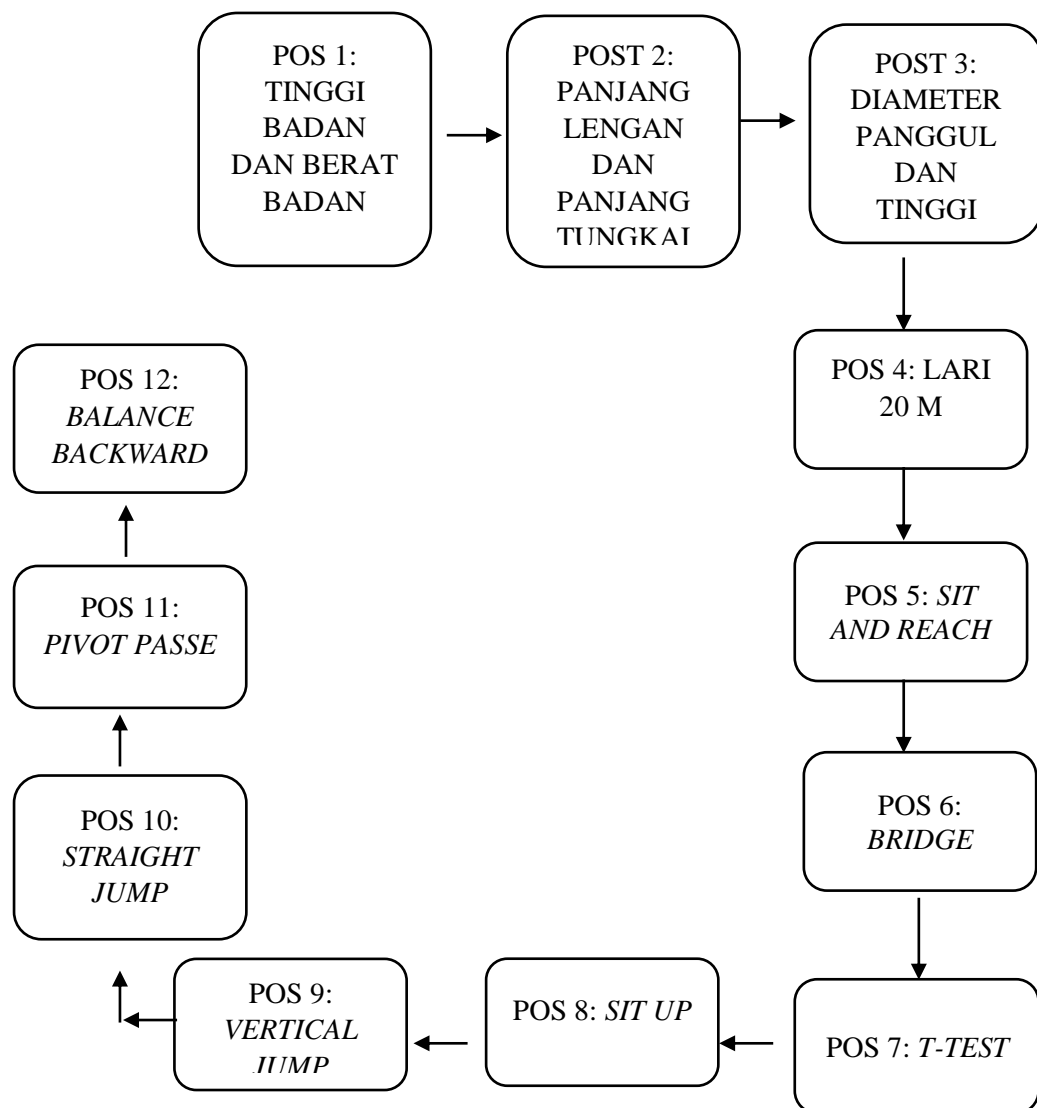 POS 1:
TINGGI
BADAN
DAN BERAT
BADAN
POST 2:
PANJANG
LENGAN
DAN
PANJANG
TUNGKAI
POST 3:
DIAMETER
PANGGUL
DAN
TINGGI
POS 4: LARI
20 M
POS 5: SIT
AND REACH
POS 6:
BRIDGE
POS 7: T-TEST
POS 8: SIT UP
POS 9:
VERTICAL
JUMP
POS 10:
STRAIGHT
JUMP
POS 11:
PIVOT PASSE
POS 12:
BALANCE
BACKWARD